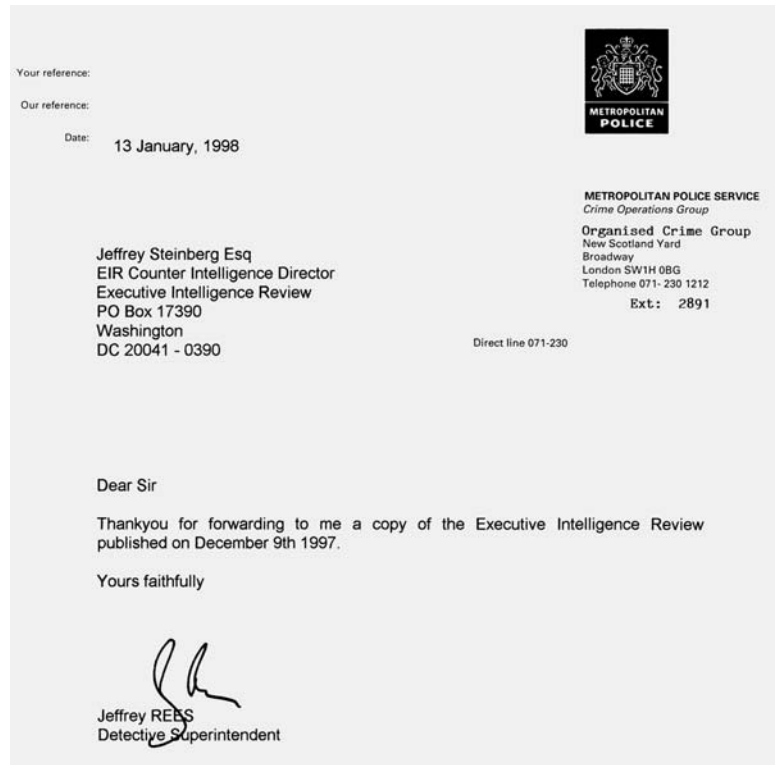 Your reference:
Our reference:
Date:
13 January, 1998
METROPOLITAN
POLICE
METROPOLITAN POLICE SERVICE
Crime Operations Group
Organised Crime Group
New Scotland Yard
Broadway
London SW1H 0BG
Telephone 071- 230 1212
Ext: 2891
Direct line 071-230
Jeffrey Steinberg Esq
EIR Counter Intelligence Director
Executive Intelligence Review
PO Box 17390
Washington
DC 20041 - 0390
Dear Sir
Thankyou for forwarding to me a copy of the Executive Intelligence Review
published on December 9th 1997.
Yours faithfully
Jeffrey REES
Detective Superintendent